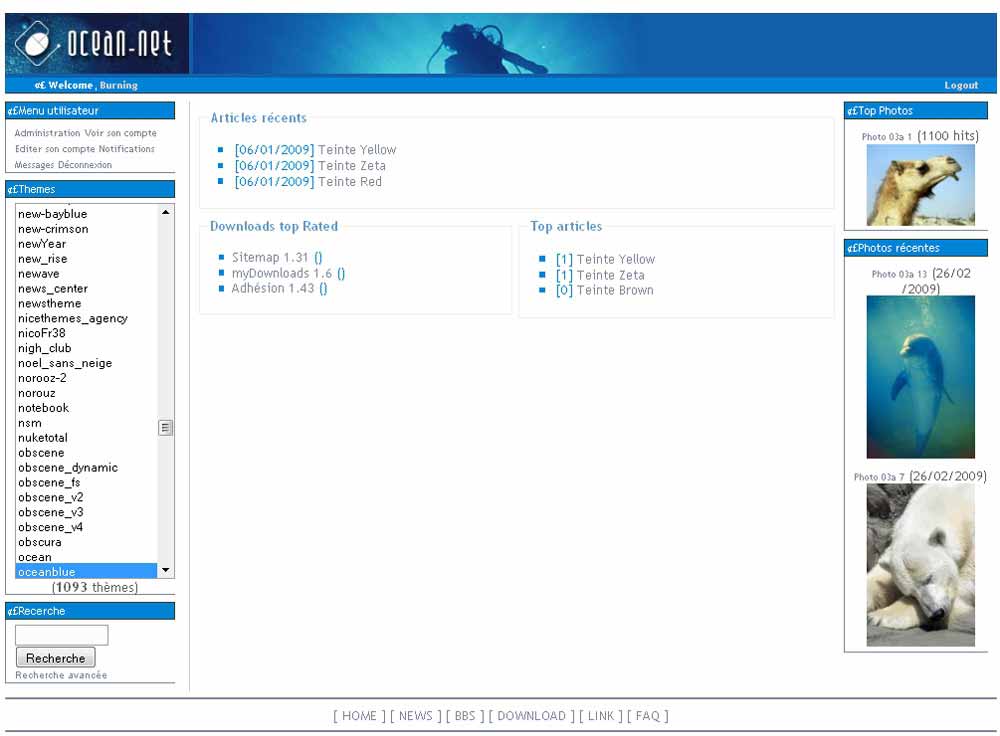 ocean-net
¢£ Welcome , Burning
Logout
¢£Menu utilisateur
Administration Voir son compte
Editer son compte Notifications
Messages Déconnexion
¢£Themes
new-bayblue
new-crimson
newYear
new_rise
newave
news_center
newstheme
nicethemes_agency
nicoFr38
nigh_club
noel_sans_neige
norooz-2
norouz
notebook
nsm
nuketotal
obscene
obscene_dynamic
obscene_fs
obscene_v2
obscene_v3
obscene_v4
obscura
ocean
oceanblue
(1093 thèmes)
¢£Recerche
Recherche
Recherche avancée
Articles récents
[06/01/2009] Teinte Yellow
[06/01/2009] Teinte Zeta
[06/01/2009] Teinte Red
Downloads top Rated
Sitemap 1.31 ()
myDownloads 1.6 ()
Adhésion 1.43 ()
Top articles
[1] Teinte Yellow
[1] Teinte Zeta
[0] Teinte Brown
¢£Top Photos
Photo 03a 1 (1100 hits)
¢£Photos récentes
Photo 03a 13 (26/02
/2009)
Photo 03a 7 (26/02/2009)
[ HOME ] [ NEWS ] [ BBS ] [ DOWNLOAD ] [ LINK ] [ FAQ ]